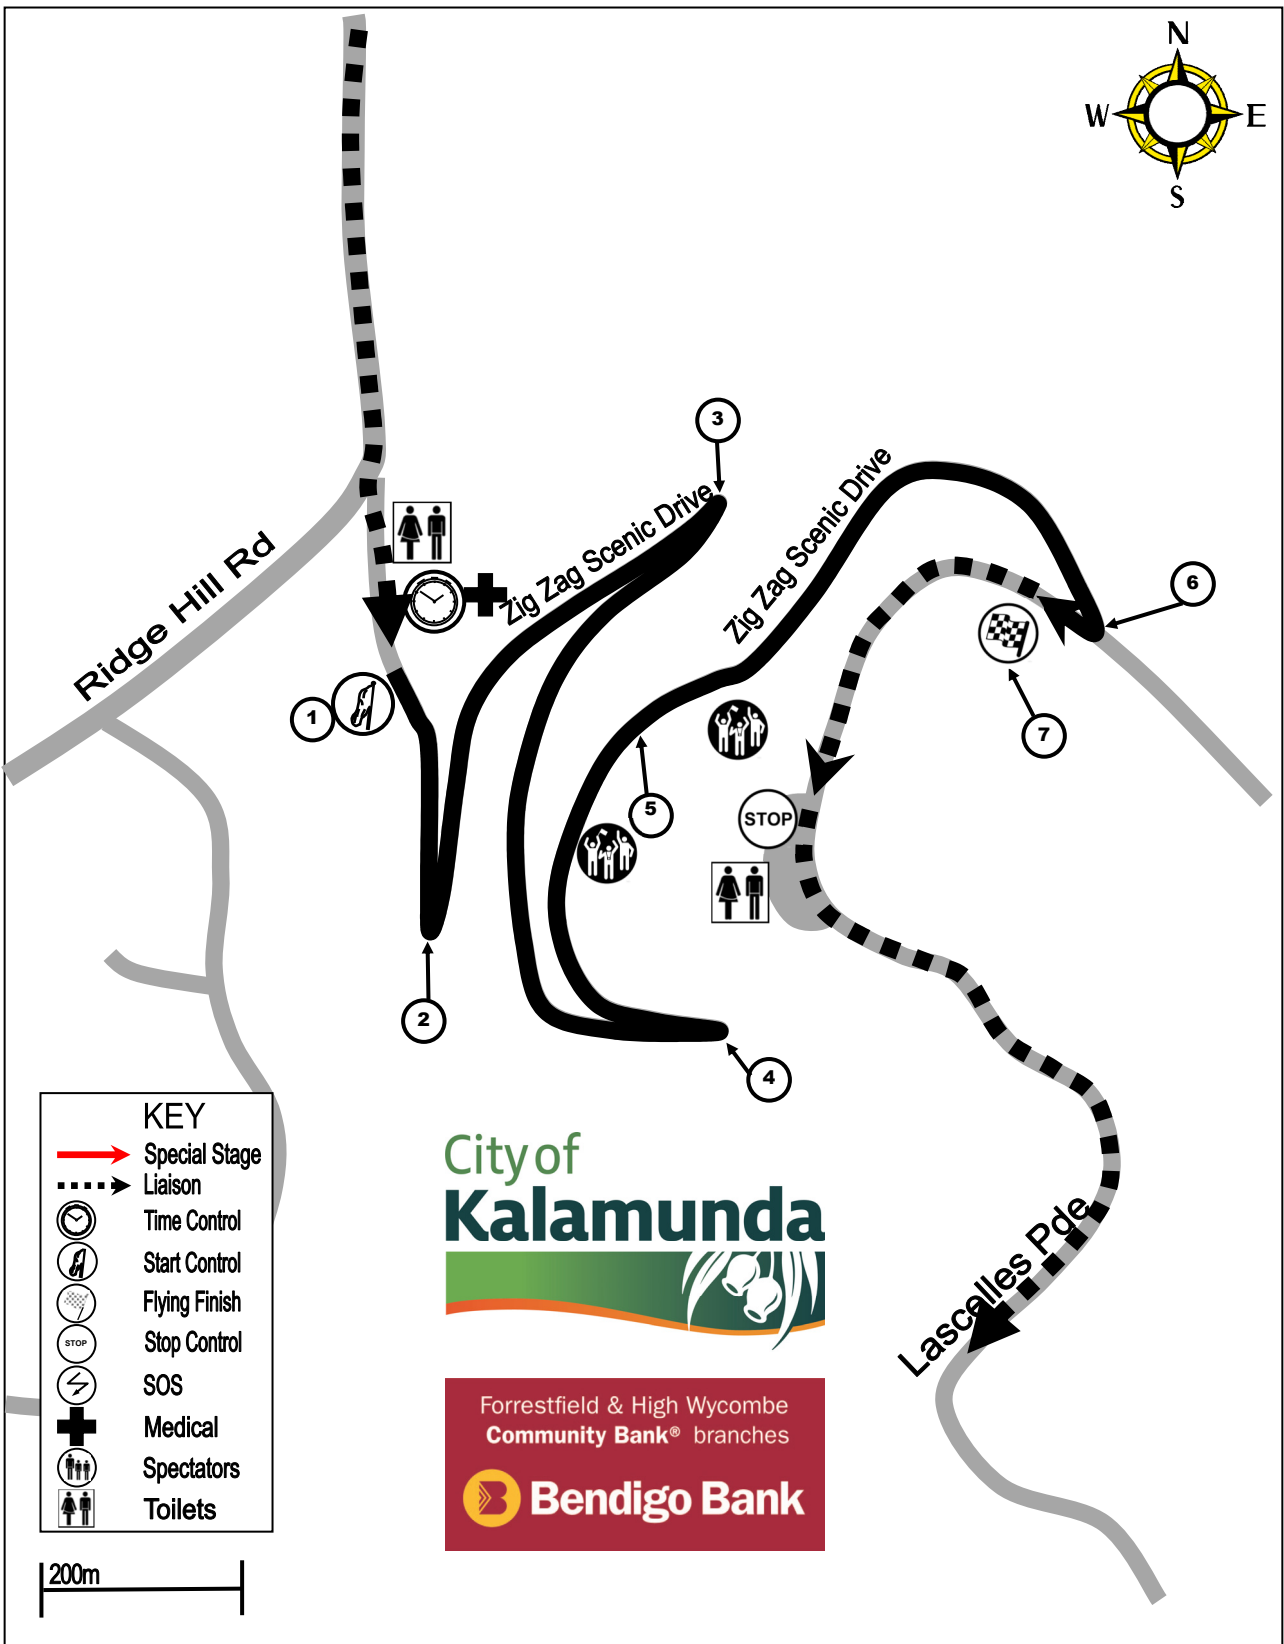 N
W
E
S
3
Zig Zag Scenic Drive
Zig Zag Scenic Drive
Ridge Hill Rd
6
1
7
5
STOP
2
4
KEY
Special Stage
Liaison
Time Control
Start Control
Flying Finish
STOP
Stop Control
SOS
Medical
Spectators
Toilets
200m
City of
Kalamunda
Lascelles Pde
Forrestfield & High Wycombe
Community Bank® branches
Bendigo Bank